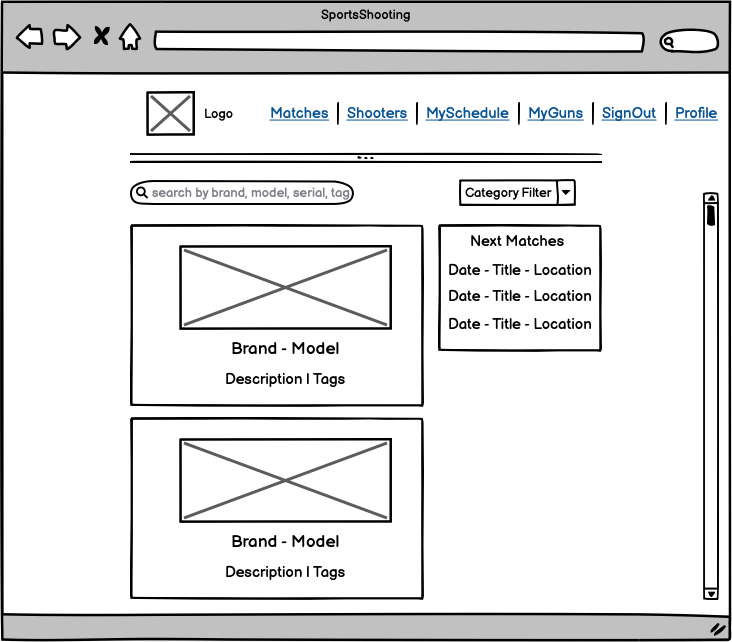 SportsShooting
Logo
Matches | Shooters | MySchedule | MyGuns | SignOut | Profile
search by brand, model, serial, tag
Category Filter
Brand - Model
Description | Tags
Next Matches
Date - Title - Location
Date - Title - Location
Date - Title - Location
Brand - Model
Description | Tags